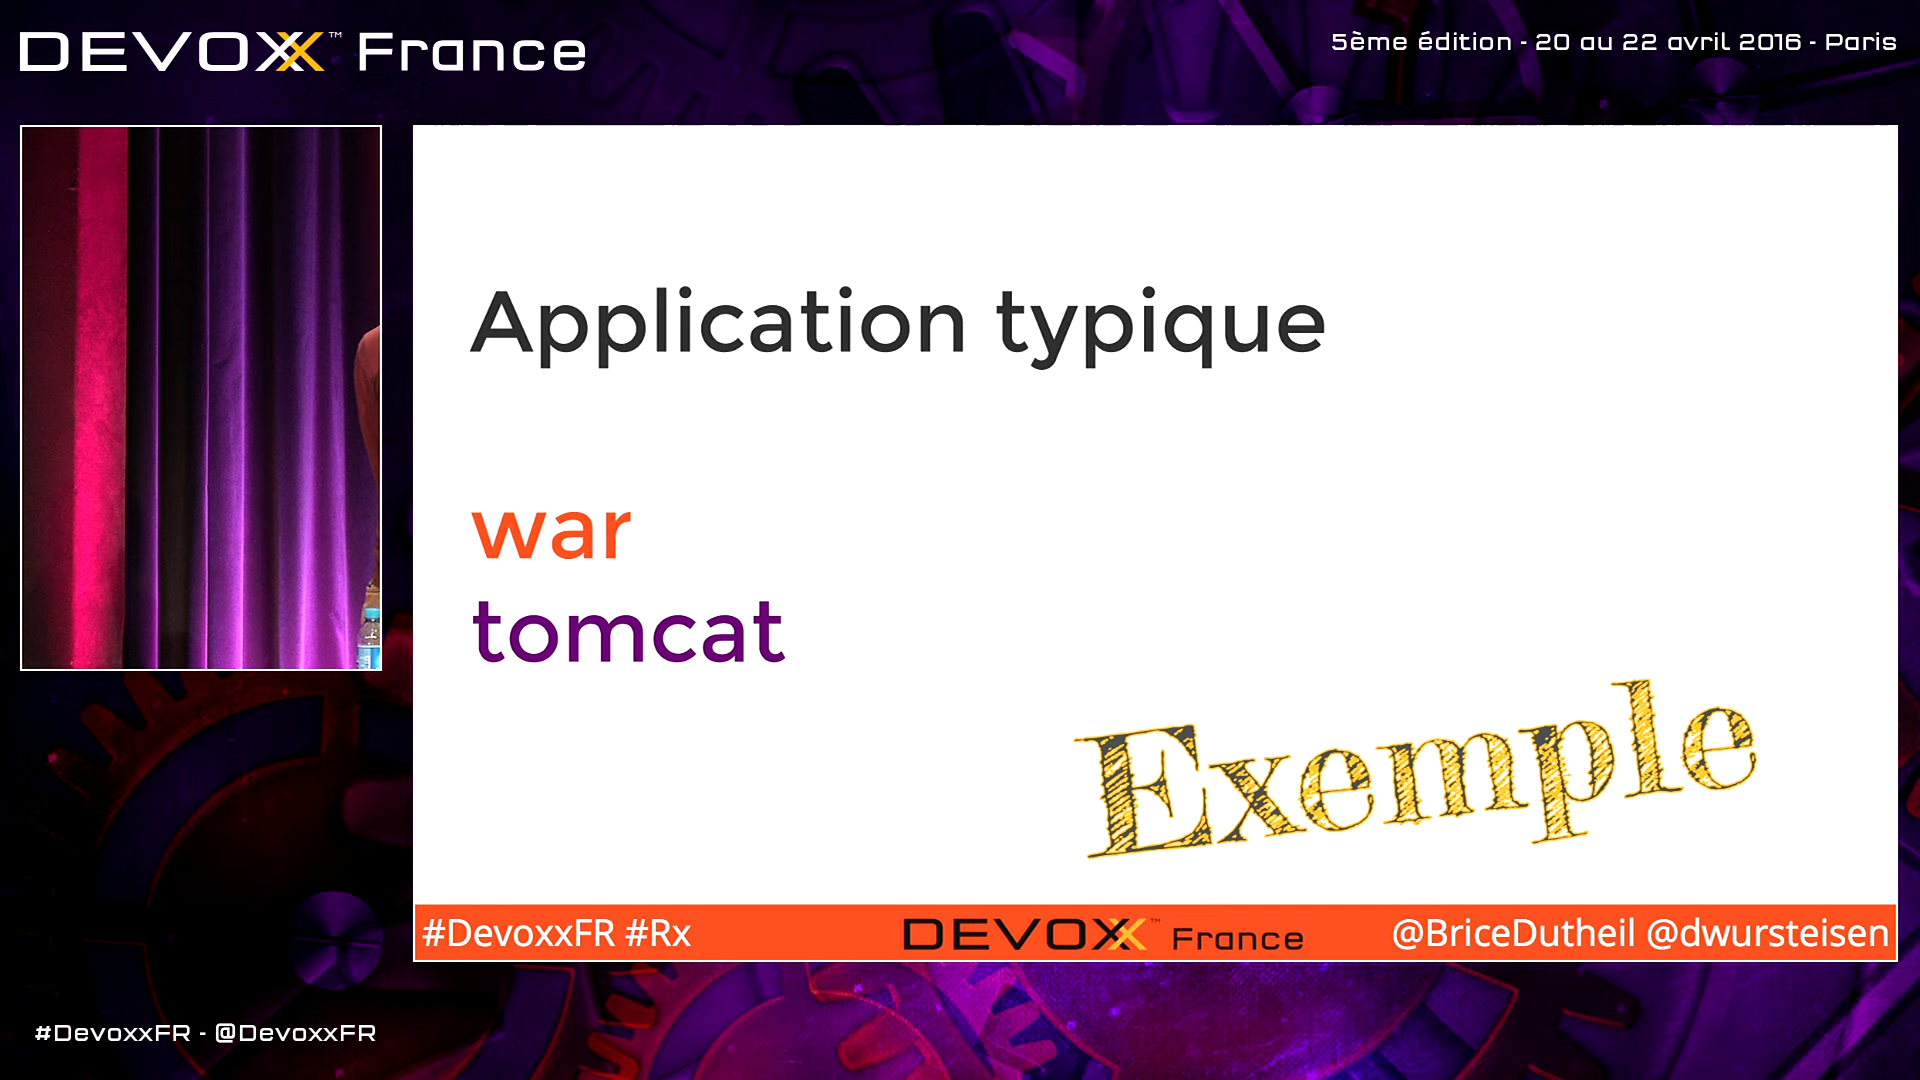 DEVOXX™ France
5ème édition - 20 au 22 avril 2016 - Paris
Application typique
war
tomcat
Exemple
#DevoxxFR #Rx
DEVOXX™ France
@BriceDutheil @dwursteisen
#DevoxxFR - @DevoxxFR